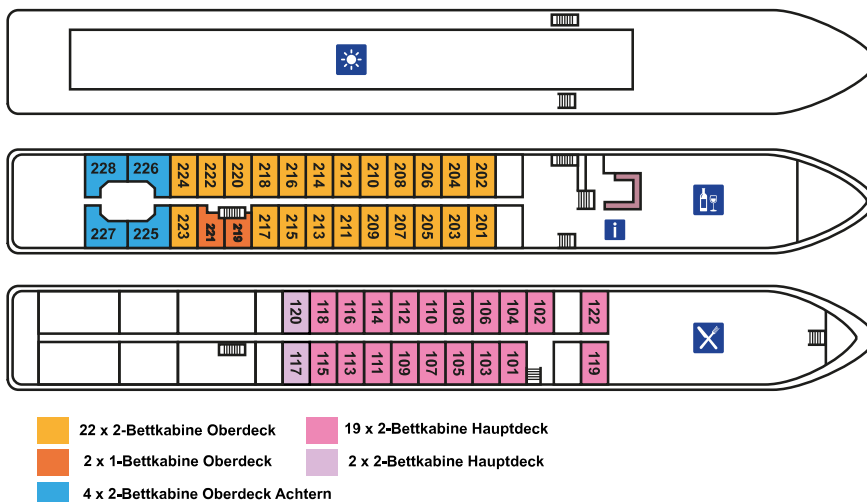 228 226 224 222 220 218 216 214 212 210 208 206 204 202
227 225 223 221 219 217 215 213 211 209 207 205 203 201
i
120 118 116 114 112 110 108 106 104 102 122
117 115 113 111 109 107 105 103 101 119
22 x 2-Bettkabine Oberdeck
19 x 2-Bettkabine Hauptdeck
2 x 1-Bettkabine Oberdeck
2 x 2-Bettkabine Hauptdeck
4 x 2-Bettkabine Oberdeck Achtern